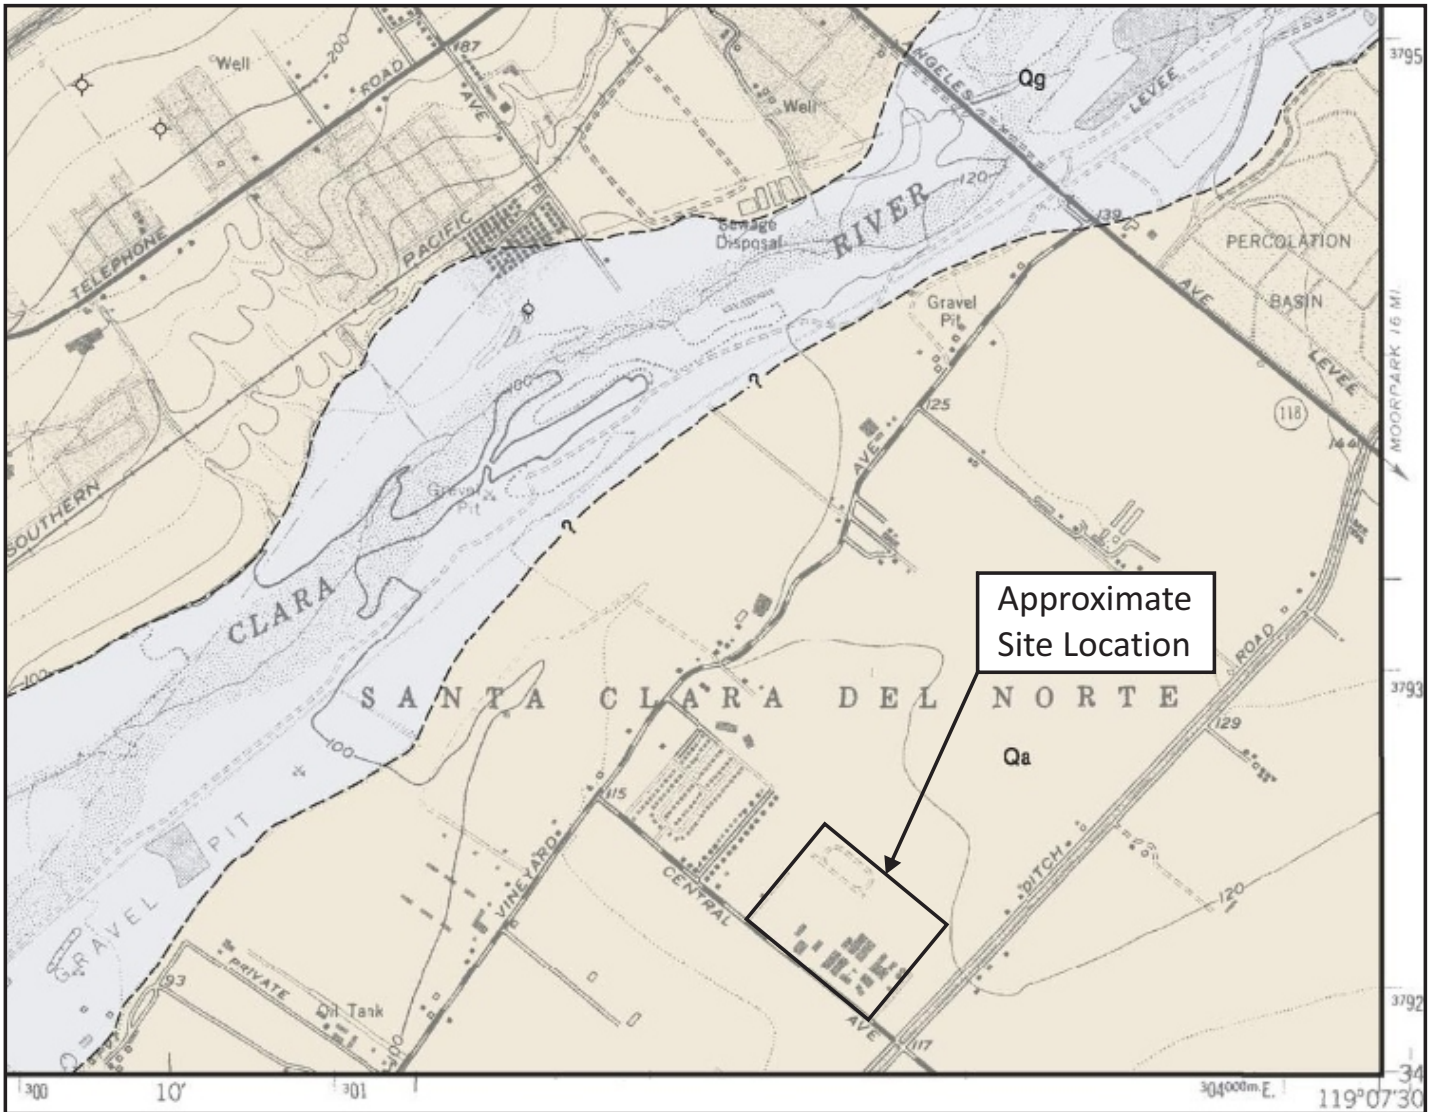 3795
Well
200
187
ROAD
AVE
ANGELES
Qg
LEVEE
Well
120
RIVER
PACIFIC
TELEPHONE
Sewage
Disposal
139
PERCOLATION
BASIN
AVE
LEVEE
Gravel
Pit
MOORPARK 16 MI.
100
125
118
144
AVE
Gravel
Pit
?
?
SOUTHERN
CLARA
Approximate
Site Location
ROAD
100
SANTA CLARA DEL NORTE
3793
129
100
Qa
115
GRAVEL PIT
VINEYARD
CENTRAL
DITCH
120
93
PRIVATE
Oil Tank
100
AVE
117
3792
34
300
10'
301
304000m.E.
119°07'30